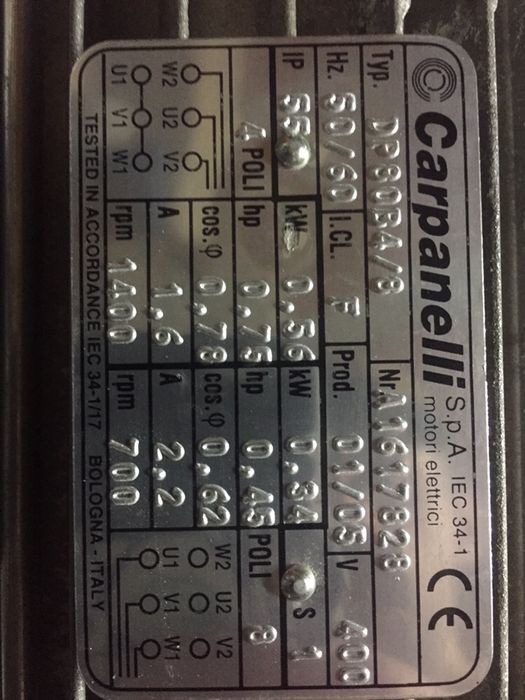 Carpanelli S.p.A. IEC 34-1 CE
motori elettrici
Typ. DP80B4/8 Nr. A1617828
Hz. 50/60 I.CL. F Prod. 01/05 V 400
IP 55 kW 0,56 kW 0,34 S 1
4 POLI hp 0,75 hp 0,45 POLI 8
W2 U2 V2 cos.φ 0,78 cos.φ 0,62 W2 U2 V2
A 1,6 A 2,2
U1 V1 W1 rpm 1400 rpm 700 U1 V1 W1
TESTED IN ACCORDANCE IEC 34-1/17 BOLOGNA - ITALY